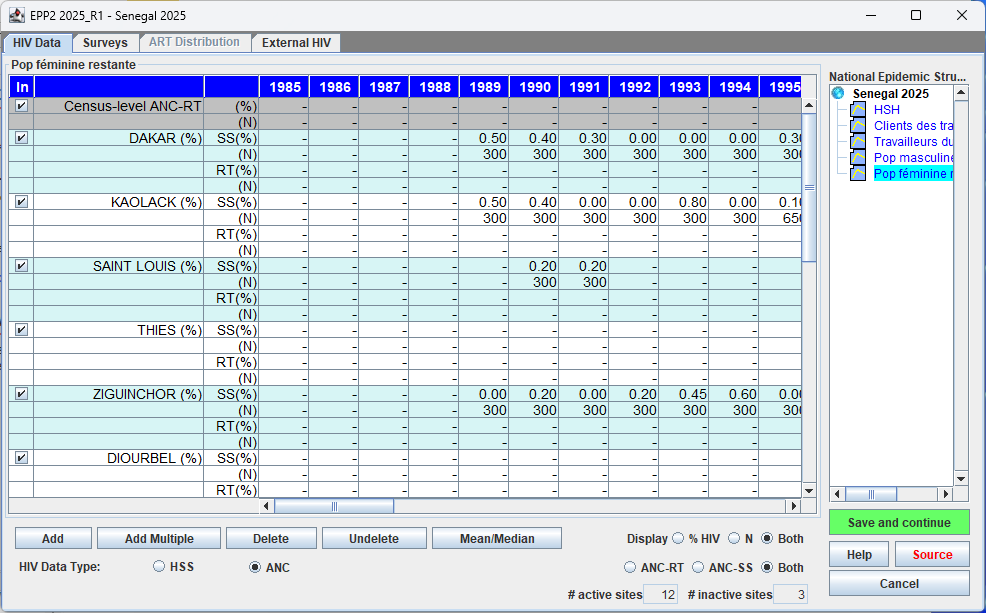 EPP2 2025_R1 - Senegal 2025
HIV Data Surveys ART Distribution External HIV
Pop féminine restante
In 1985 1986 1987 1988 1989 1990 1991 1992 1993 1994 1995
Census-level ANC-RT (%) - - - - - - - - - -
(N) - - - - - - - - - -
DAKAR (%) SS(%) - - - - 0.50 0.40 0.30 0.00 0.00 0.00 0.30
(N) - - - - 300 300 300 300 300 300 300
RT(%) - - - - - - - - - -
(N) - - - - - - - - - -
KAOLACK (%) SS(%) - - - - 0.50 0.40 0.00 0.00 0.80 0.00 0.10
(N) - - - - 300 300 300 300 300 300 650
RT(%) - - - - - - - - - -
(N) - - - - - - - - - -
SAINT LOUIS (%) SS(%) - - - - - 0.20 0.20 - - -
(N) - - - - - 300 300 - - -
RT(%) - - - - - - - - - -
(N) - - - - - - - - - -
THIES (%) SS(%) - - - - - - - - - -
(N) - - - - - - - - - -
RT(%) - - - - - - - - - -
(N) - - - - - - - - - -
ZIGUINCHOR (%) SS(%) - - - - 0.00 0.20 0.00 0.20 0.45 0.60 0.00
(N) - - - - 300 300 300 300 300 300 300
RT(%) - - - - - - - - - -
(N) - - - - - - - - - -
DIOURBEL (%) SS(%) - - - - - - - - - -
(N) - - - - - - - - - -
RT(%) - - - - - - - - - -
National Epidemic Stru...
Senegal 2025
HSH
Clients des tra
Travailleurs du
Pop masculine
Pop féminine r
Add Add Multiple Delete Undelete Mean/Median
Display % HIV N Both
HIV Data Type: HSS ANC
ANC-RT ANC-SS Both
# active sites 12 # inactive sites 3
Save and continue
Help Source
Cancel